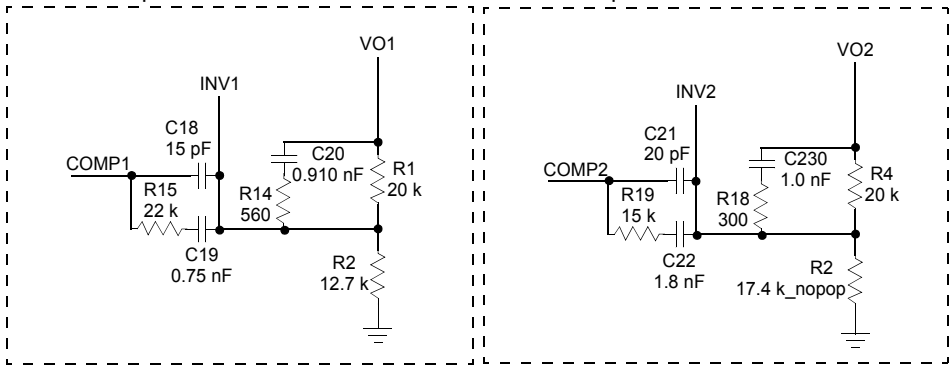 VO1
INV1
C18
15 pF
COMP1
C20
0.910 nF
R1
20 k
R15
22 k
R14
560
C19
0.75 nF
R2
12.7 k
VO2
INV2
C21
20 pF
COMP2
C230
1.0 nF
R4
20 k
R19
15 k
R18
300
C22
1.8 nF
R2
17.4 k_nopop